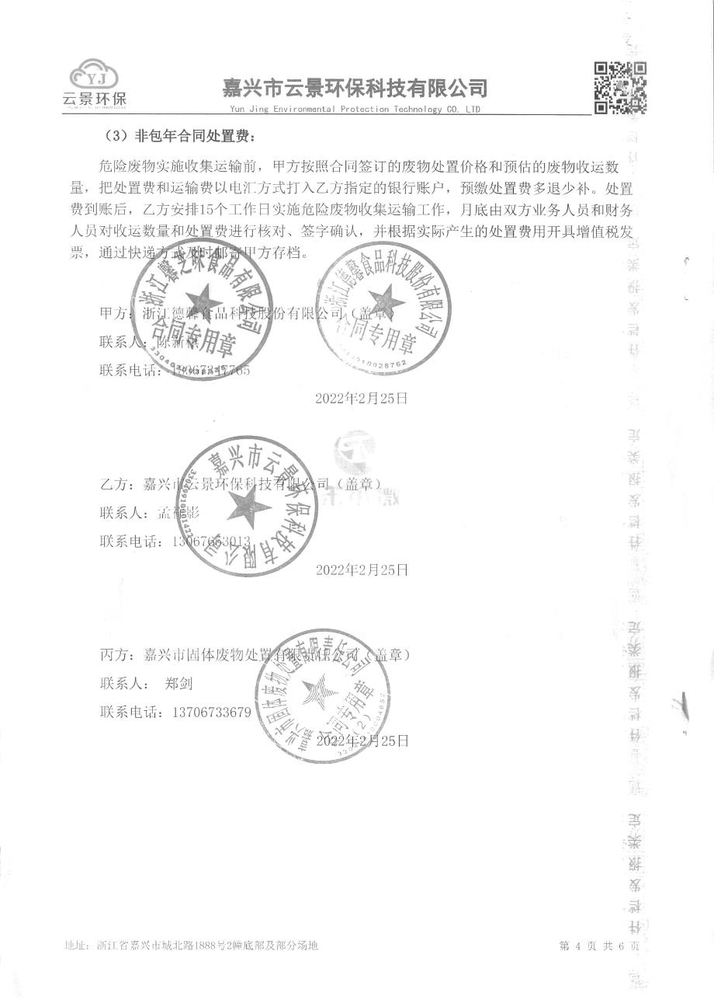 YJ
云景环保
嘉兴市云景环保科技有限公司
Yun Jing Environmental Protection Technology CO, LTD
（3）非包年合同处置费：
危险废物实施收集运输前，甲方按照合同签订的废物处置价格和预估的废物收运数
量，把处置费和运输费以电汇方式打入乙方指定的银行账户，预缴处置费多退少补。处置
费到账后，乙方安排15个工作日实施危险废物收集运输工作，月底由双方业务人员和财务
人员对收运数量和处置费进行核对、签字确认，并根据实际产生的处置费用开具增值税发
票，通过快递方式及时邮寄甲方存档。
浙江馨芝味食品有限公司
合同专用章
浙江德馨食品科技股份有限公司
合同专用章
甲方：浙江德馨食品科技股份有限公司（盖章）
联系人：陈新
联系电话：
2022年2月25日
嘉兴市云景环保科技有限公司
乙方：嘉兴市云景环保科技有限公司（盖章）
联系人：孟 影
联系电话：13067663013
2022年2月25日
嘉兴市固体废物处置有限责任公司
合同专用章
（2）
丙方：嘉兴市固体废物处置有限责任公司（盖章）
联系人： 郑剑
联系电话：13706733679
2022年2月25日
地址：浙江省嘉兴市城北路1888号2幢底部及部分场地
第 4 页 共 6 页